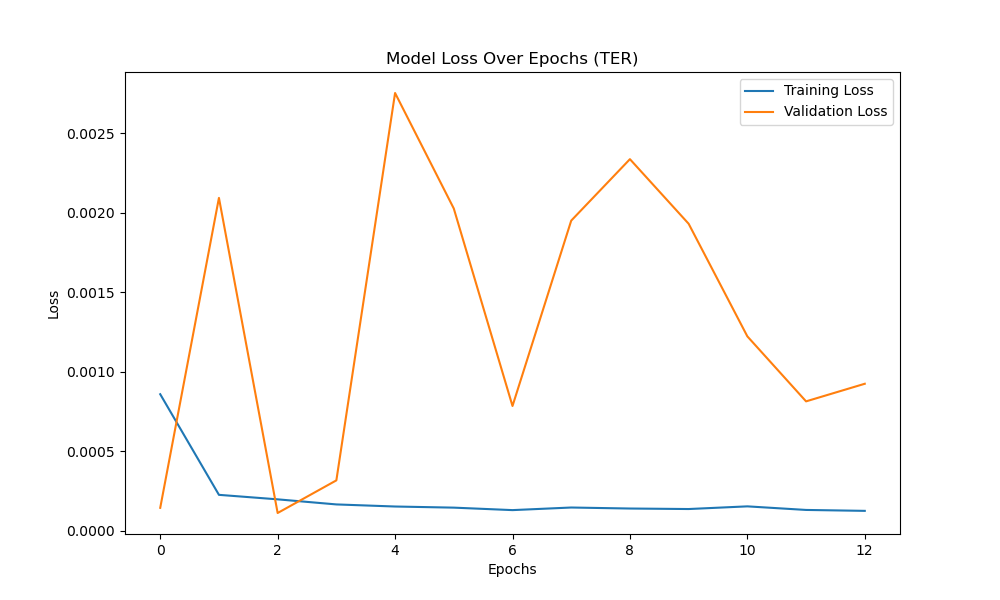 Model Loss Over Epochs (TER)
Training Loss
Validation Loss
0.0025
0.0020
0.0015
0.0010
0.0005
0.0000
Loss
0 2 4 6 8 10 12
Epochs